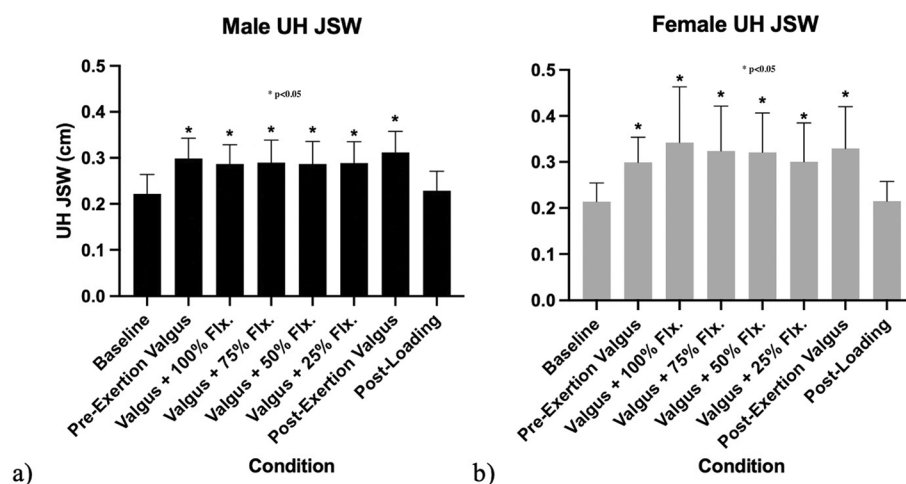 Male UH JSW
UH JSW (cm)
0.5
0.4
0.3
0.2
0.1
0.0
* p<0.05
*
*
*
*
*
*
Baseline
Pre-Exertion Valgus
Valgus + 100% Flx.
Valgus + 75% Flx.
Valgus + 50% Flx.
Valgus + 25% Flx.
Post-Exertion Valgus
Post-Loading
Condition
a)
Female UH JSW
0.5
0.4
0.3
0.2
0.1
0.0
* p<0.05
*
*
*
*
*
*
Baseline
Pre-Exertion Valgus
Valgus + 100% Flx.
Valgus + 75% Flx.
Valgus + 50% Flx.
Valgus + 25% Flx.
Post-Exertion Valgus
Post-Loading
Condition
b)